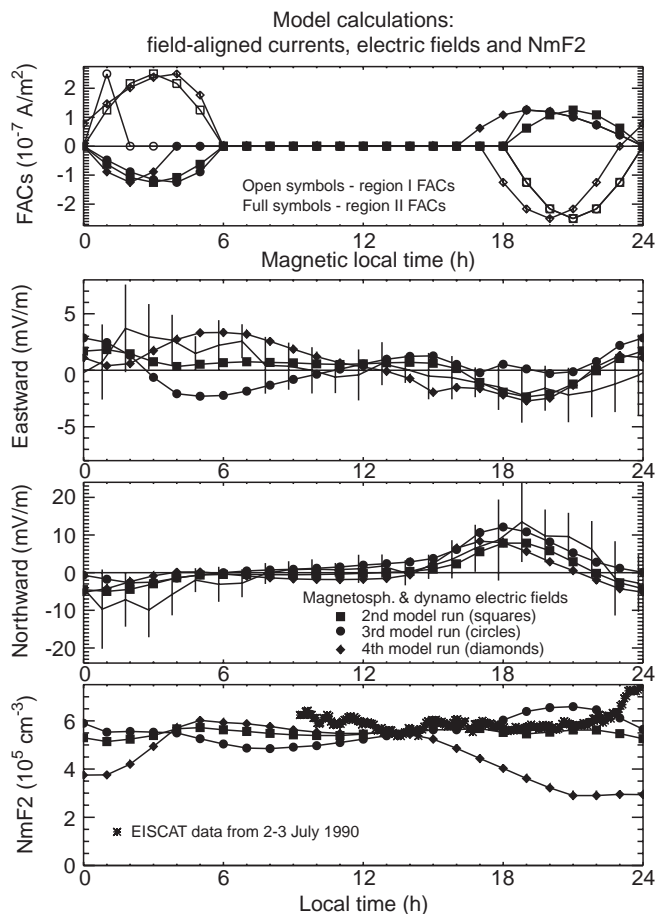 Model calculations:
field-aligned currents, electric fields and NmF2
FACs (10⁻⁷ A/m²)
2
1
0
-1
-2
Open symbols - region I FACs
Full symbols - region II FACs
0 6 12 18 24
Magnetic local time (h)
Eastward (mV/m)
5
0
-5
0 6 12 18 24
Northward (mV/m)
20
10
0
-10
-20
Magnetosph. & dynamo electric fields
2nd model run (squares)
3rd model run (circles)
4th model run (diamonds)
0 6 12 18 24
NmF2 (10⁵ cm⁻³)
6
4
2
0
EISCAT data from 2-3 July 1990
0 6 12 18 24
Local time (h)